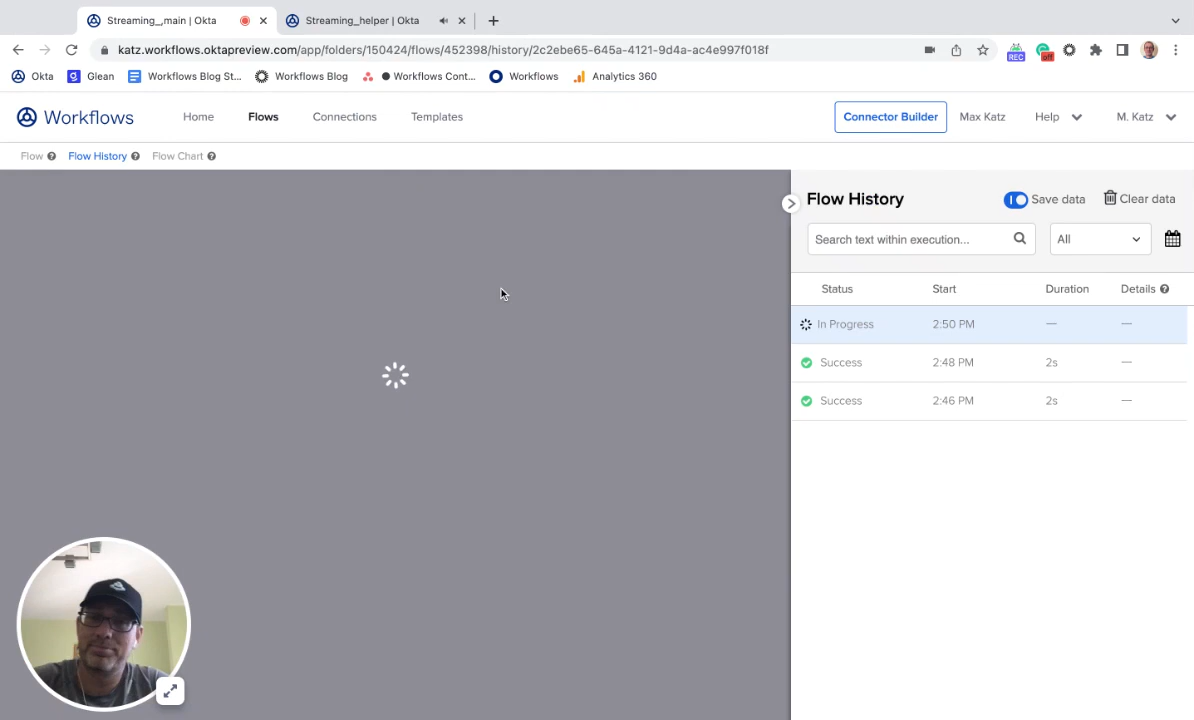 Streaming_,main | Okta
Streaming_helper | Okta
katz.workflows.oktapreview.com/app/folders/150424/flows/452398/history/2c2ebe65-645a-4121-9d4a-ac4e997f018f
REC
off
Okta
Glean
Workflows Blog St...
Workflows Blog
Workflows Cont...
Workflows
Analytics 360
Workflows
Home
Flows
Connections
Templates
Connector Builder
Max Katz
Help
M. Katz
Flow
Flow History
Flow Chart
Flow History
Save data
Clear data
Search text within execution...
All
Status Start Duration Details
In Progress 2:50 PM — —
Success 2:48 PM 2s —
Success 2:46 PM 2s —